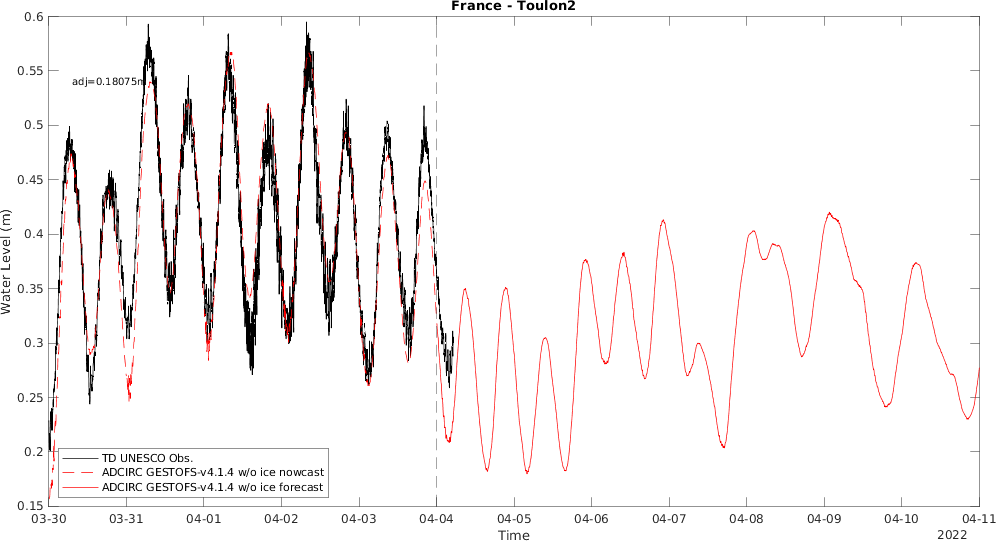 France - Toulon2
0.6
0.55
0.5
0.45
0.4
0.35
0.3
0.25
0.2
0.15
Water Level (m)
adj=0.18075m
TD UNESCO Obs.
ADCIRC GESTOFS-v4.1.4 w/o ice nowcast
ADCIRC GESTOFS-v4.1.4 w/o ice forecast
03-30 03-31 04-01 04-02 04-03 04-04 04-05 04-06 04-07 04-08 04-09 04-10 04-11
Time
2022